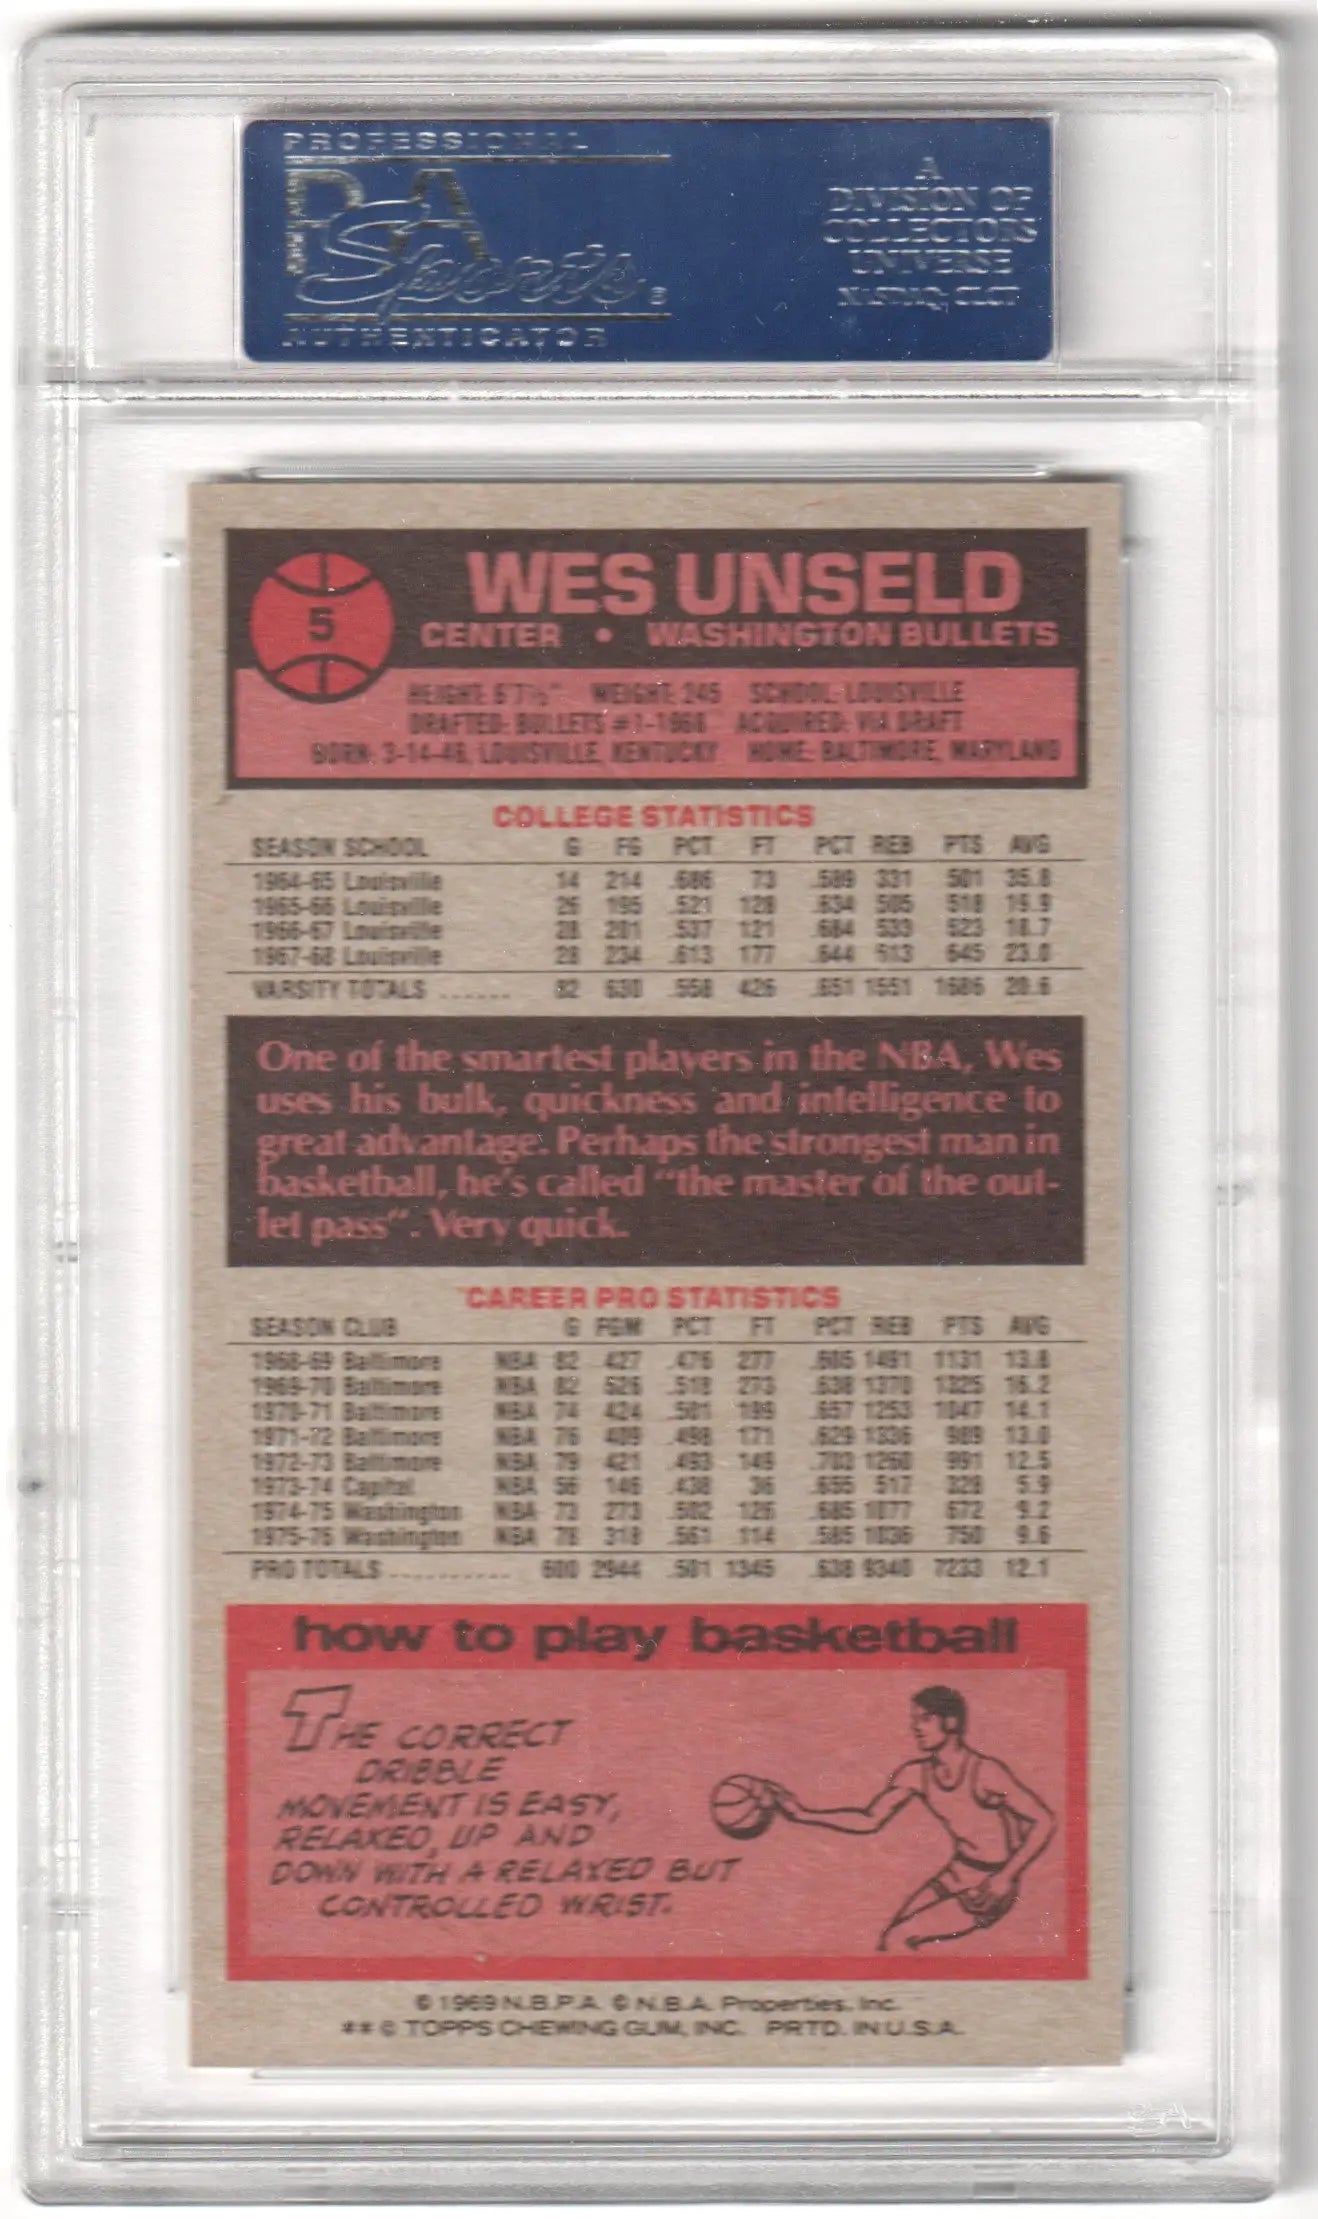 PROFESSIONAL
PSA
Sports®
AUTHENTICATOR
A
DIVISION OF
COLLECTORS
UNIVERSE
NASDAQ: CLCT
5
WES UNSELD
CENTER • WASHINGTON BULLETS
HEIGHT: 6'7½" WEIGHT: 245 SCHOOL: LOUISVILLE
DRAFTED: BULLETS #1-1968 ACQUIRED: VIA DRAFT
BORN: 3-14-46, LOUISVILLE, KENTUCKY HOME: BALTIMORE, MARYLAND
COLLEGE STATISTICS
SEASON SCHOOL G FG PCT FT PCT REB PTS AVG
1964-65 Louisville 14 214 .686 73 .589 331 501 35.8
1965-66 Louisville 26 195 .521 128 .634 505 518 19.9
1966-67 Louisville 28 201 .537 121 .684 533 523 18.7
1967-68 Louisville 28 234 .613 177 .644 513 645 23.0
VARSITY TOTALS ...... 82 630 .558 426 .651 1551 1686 20.6
One of the smartest players in the NBA, Wes
uses his bulk, quickness and intelligence to
great advantage. Perhaps the strongest man in
basketball, he's called "the master of the out-
let pass". Very quick.
CAREER PRO STATISTICS
SEASON CLUB G FGM PCT FT PCT REB PTS AVG
1968-69 Baltimore NBA 82 427 .476 277 .605 1491 1131 13.8
1969-70 Baltimore NBA 82 526 .518 273 .638 1370 1325 16.2
1970-71 Baltimore NBA 74 424 .501 199 .657 1253 1047 14.1
1971-72 Baltimore NBA 76 409 .498 171 .629 1336 989 13.0
1972-73 Baltimore NBA 79 421 .493 149 .703 1260 991 12.5
1973-74 Capital NBA 56 146 .438 36 .655 517 328 5.9
1974-75 Washington NBA 73 273 .502 126 .685 1077 672 9.2
1975-76 Washington NBA 78 318 .561 114 .585 1036 750 9.6
PRO TOTALS .......... 600 2944 .501 1345 .638 9340 7233 12.1
how to play basketball
THE CORRECT
DRIBBLE
MOVEMENT IS EASY,
RELAXED, UP AND
DOWN WITH A RELAXED BUT
CONTROLLED WRIST.
© 1969 N.B.P.A. © N.B.A. Properties, Inc.
** © TOPPS CHEWING GUM, INC. PRTD. IN U.S.A.